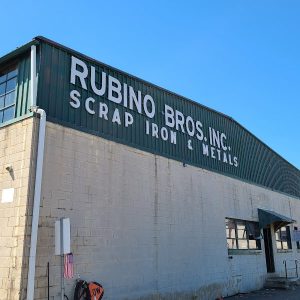 RUBINO BROS. INC.
SCRAP IRON & METALS